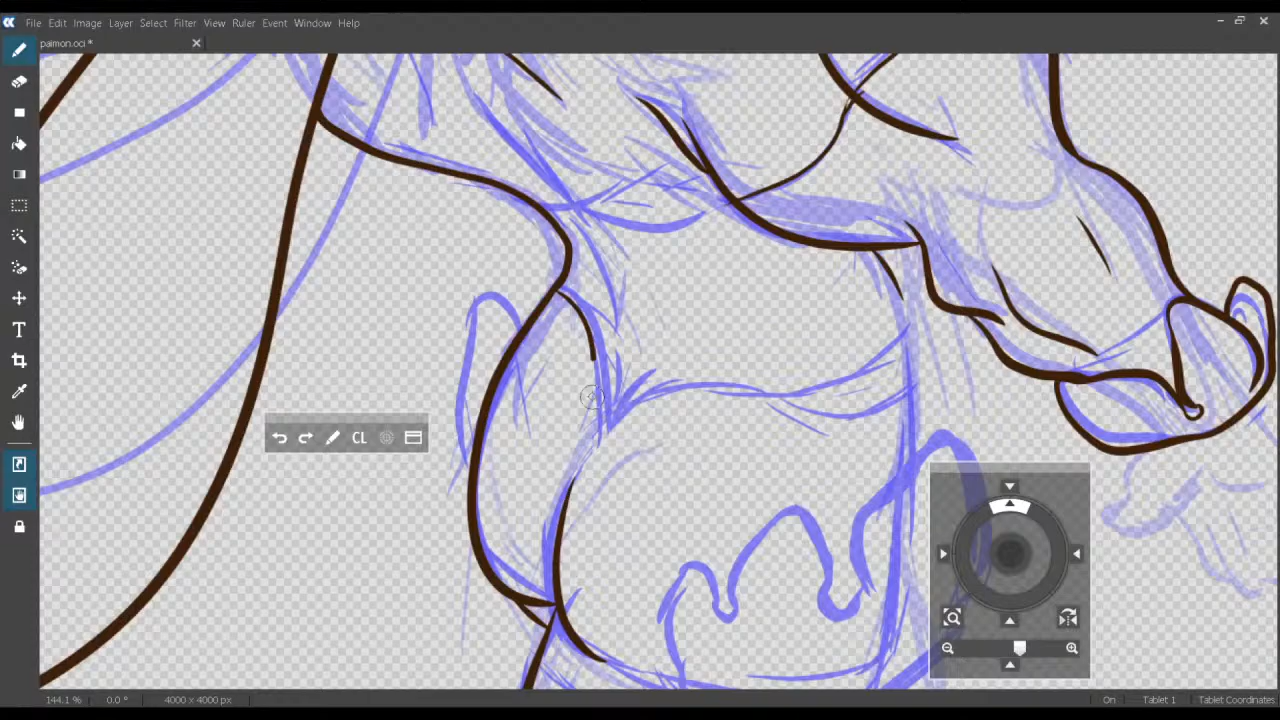 File Edit Image Layer Select Filter View Ruler Event Window Help
paimon.oci *
CL
144.1 % 0.0 ° 4000 x 4000 px On Tablet 1 Tablet Coordinates